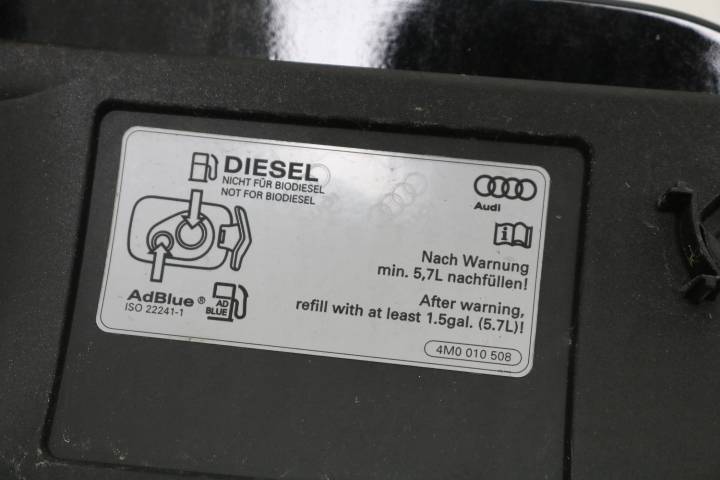 DIESEL
NICHT FÜR BIODIESEL
NOT FOR BIODIESEL
Audi
Nach Warnung
min. 5,7L nachfüllen!
After warning,
refill with at least 1.5gal. (5.7L)!
AdBlue®
ISO 22241-1
AD
BLUE
4M0 010 508